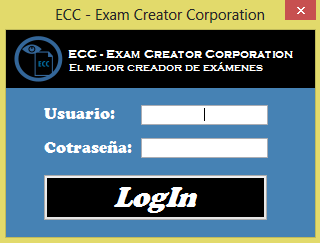 ECC - Exam Creator Corporation
ECC
ECC - Exam Creator Corporation
El mejor creador de exámenes
Usuario:
Cotraseña:
LogIn